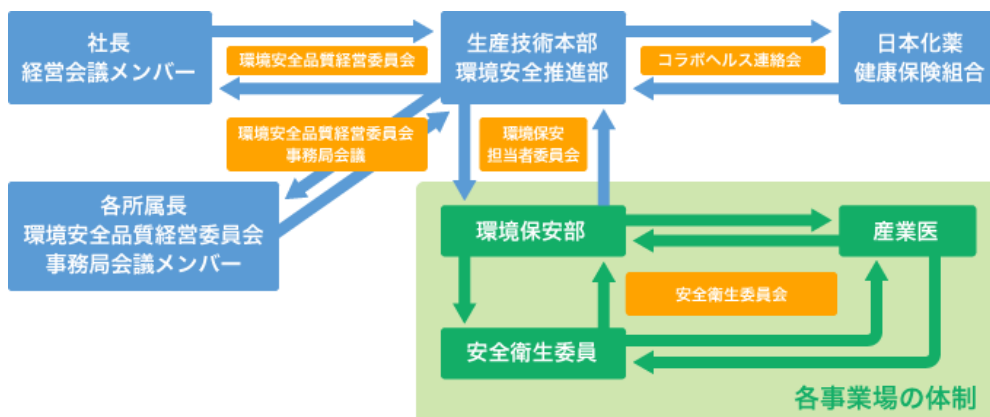 社長
経営会議メンバー
環境安全品質経営委員会
生産技術本部
環境安全推進部
コラボヘルス連絡会
日本化薬
健康保険組合
環境安全品質経営委員会
事務局会議
環境保安
担当者委員会
各所属長
環境安全品質経営委員会
事務局会議メンバー
環境保安部
産業医
安全衛生委員会
安全衛生委員
各事業場の体制